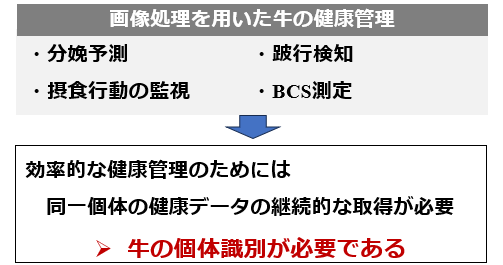 画像処理を用いた牛の健康管理
・分娩予測 ・跛行検知
・摂食行動の監視 ・BCS測定
効率的な健康管理のためには
同一個体の健康データの継続的な取得が必要
➢ 牛の個体識別が必要である